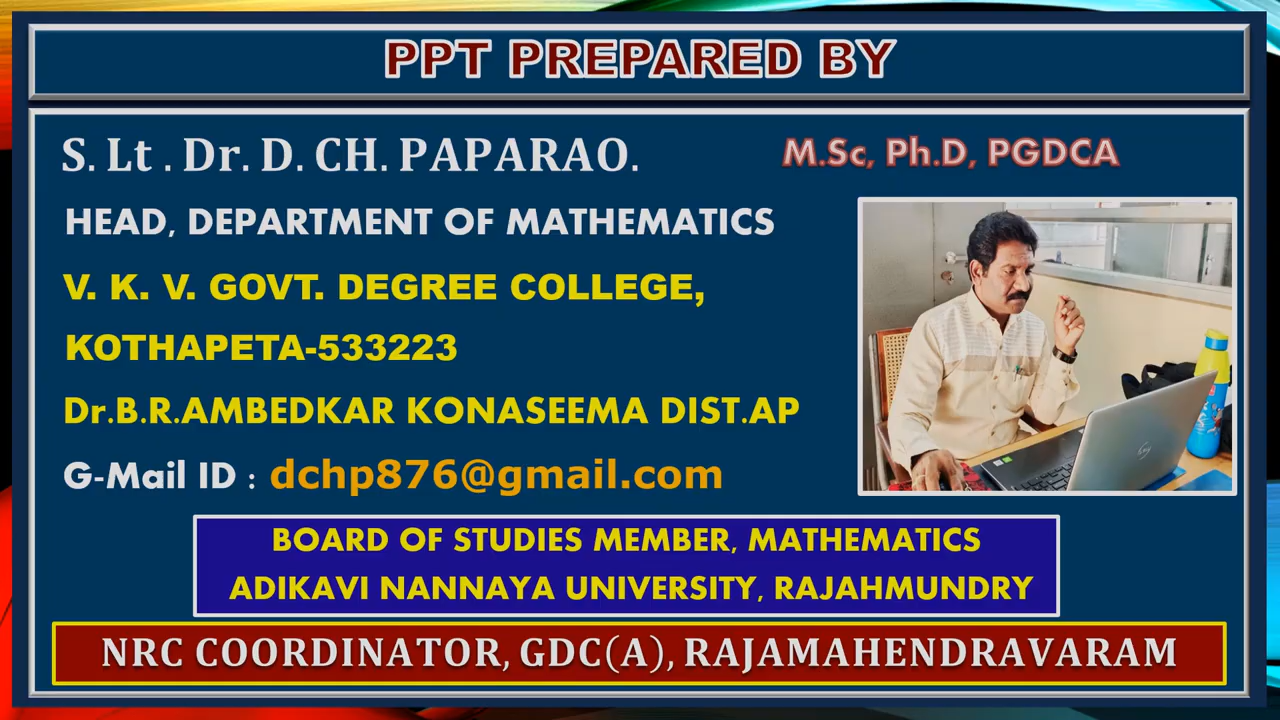 PPT PREPARED BY
S. Lt . Dr. D. CH. PAPARAO.
M.Sc, Ph.D, PGDCA
HEAD, DEPARTMENT OF MATHEMATICS
V. K. V. GOVT. DEGREE COLLEGE,
KOTHAPETA-533223
Dr.B.R.AMBEDKAR KONASEEMA DIST.AP
G-Mail ID : dchp876@gmail.com
BOARD OF STUDIES MEMBER, MATHEMATICS
ADIKAVI NANNAYA UNIVERSITY, RAJAHMUNDRY
NRC COORDINATOR, GDC(A), RAJAMAHENDRAVARAM